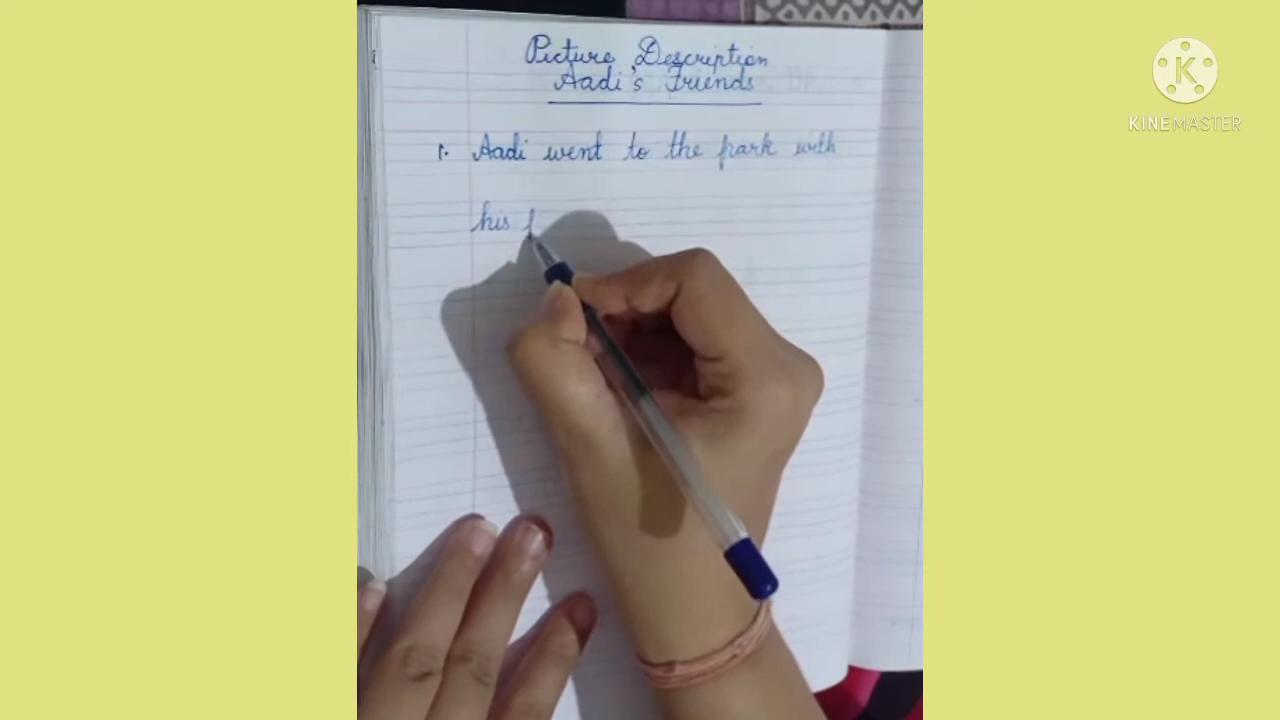 Picture Description
Aadi's Friends
1. Aadi went to the park with
his f
KINEMASTER